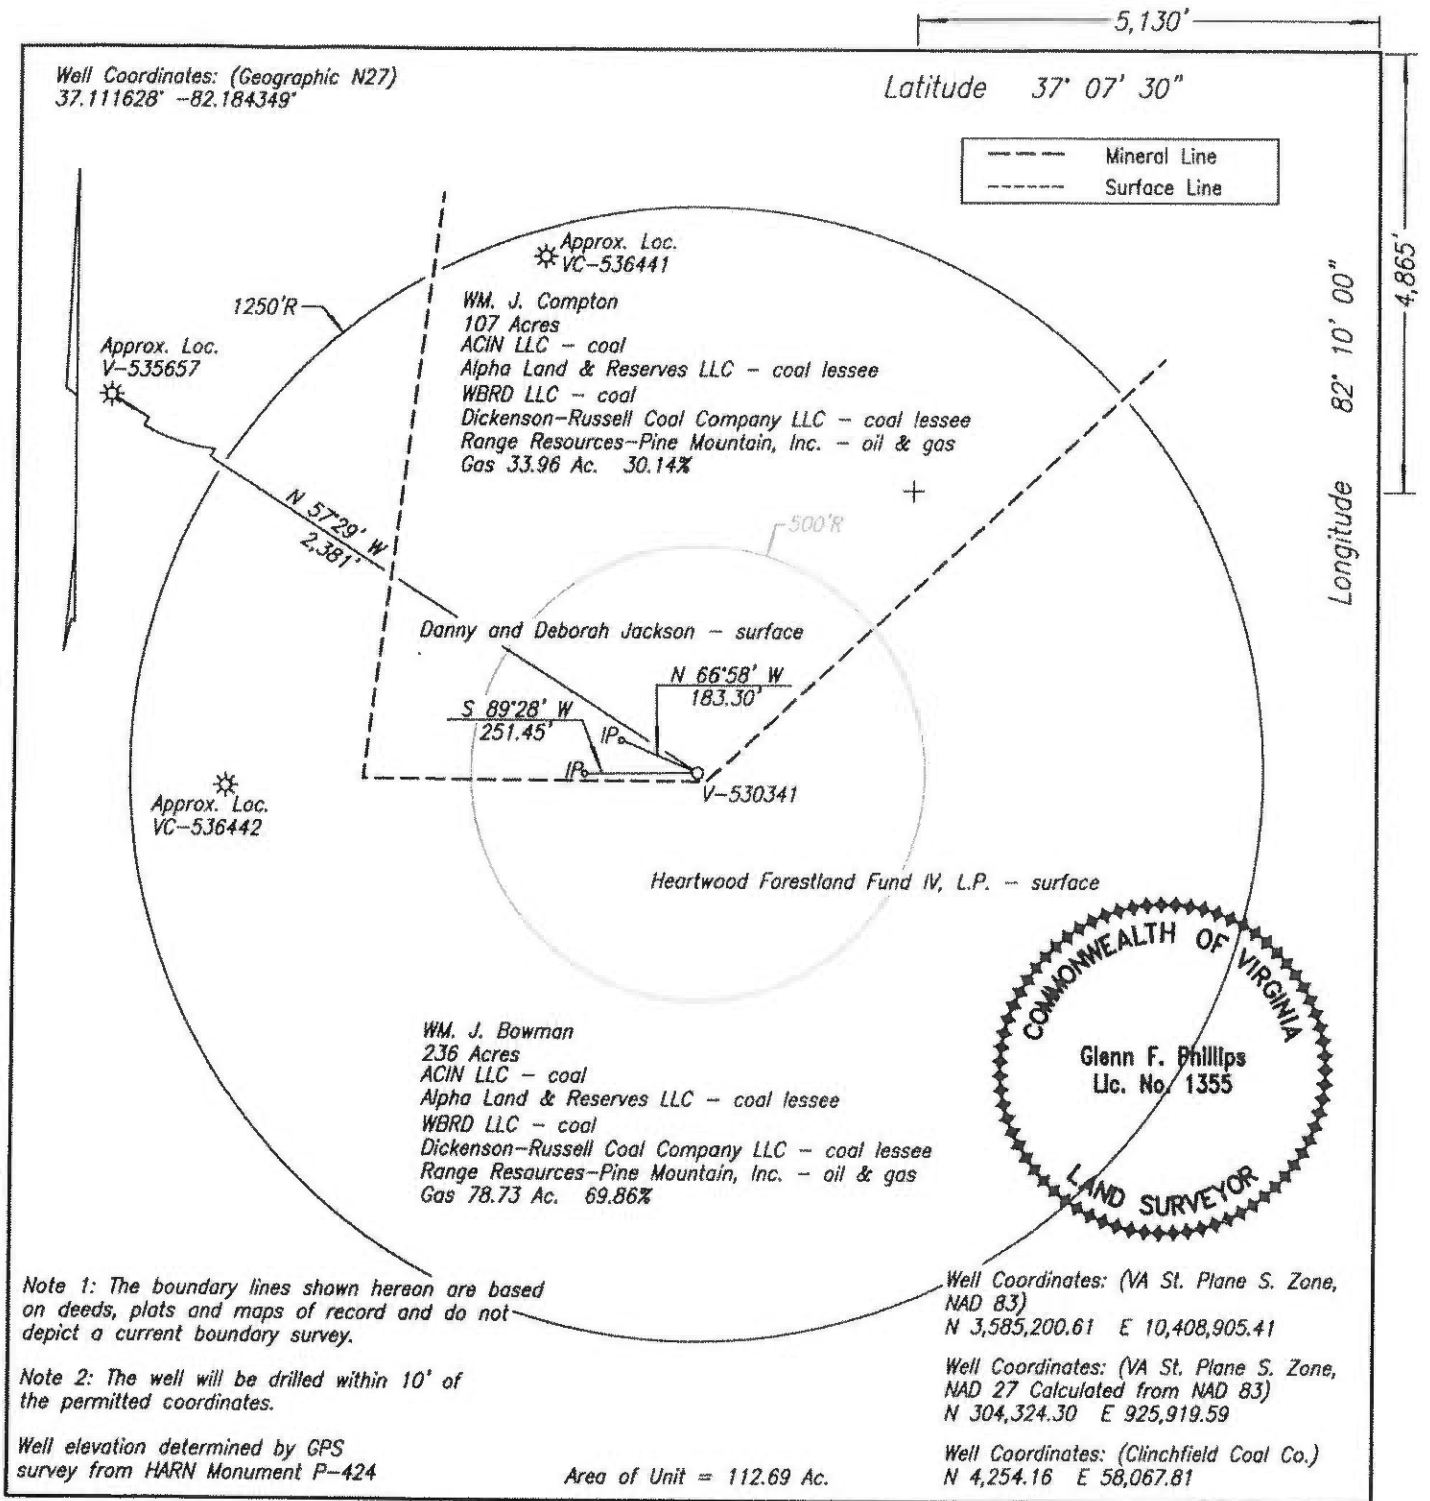 5,130'
Well Coordinates: (Geographic N27)
37.111628° -82.184349°
Latitude 37° 07' 30"
Mineral Line
Surface Line
4,865'
Longitude 82° 10' 00"
Approx. Loc.
VC-536441
1250'R
WM. J. Compton
107 Acres
ACIN LLC - coal
Alpha Land & Reserves LLC - coal lessee
WBRD LLC - coal
Dickenson-Russell Coal Company LLC - coal lessee
Range Resources-Pine Mountain, Inc. - oil & gas
Gas 33.96 Ac. 30.14%
Approx. Loc.
V-535657
N 57°29' W
2,381'
500'R
Danny and Deborah Jackson - surface
N 66°58' W
183.30'
S 89°28' W
251.45'
IP
IP
V-530341
Approx. Loc.
VC-536442
Heartwood Forestland Fund IV, L.P. - surface
COMMONWEALTH OF VIRGINIA
Glenn F. Phillips
Lic. No. 1355
LAND SURVEYOR
WM. J. Bowman
236 Acres
ACIN LLC - coal
Alpha Land & Reserves LLC - coal lessee
WBRD LLC - coal
Dickenson-Russell Coal Company LLC - coal lessee
Range Resources-Pine Mountain, Inc. - oil & gas
Gas 78.73 Ac. 69.86%
Note 1: The boundary lines shown hereon are based
on deeds, plats and maps of record and do not
depict a current boundary survey.
Note 2: The well will be drilled within 10' of
the permitted coordinates.
Well elevation determined by GPS
survey from HARN Monument P-424
Area of Unit = 112.69 Ac.
Well Coordinates: (VA St. Plane S. Zone,
NAD 83)
N 3,585,200.61 E 10,408,905.41
Well Coordinates: (VA St. Plane S. Zone,
NAD 27 Calculated from NAD 83)
N 304,324.30 E 925,919.59
Well Coordinates: (Clinchfield Coal Co.)
N 4,254.16 E 58,067.81